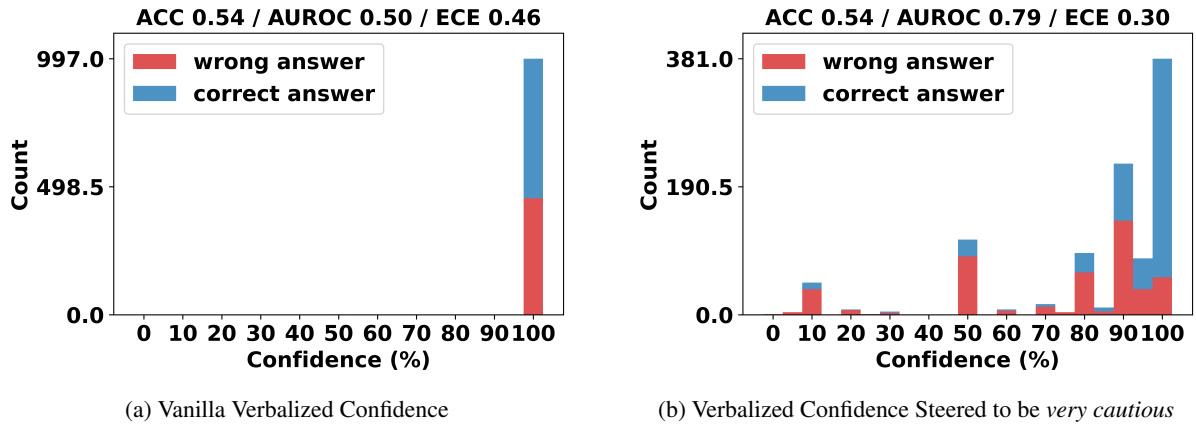 ACC 0.54 / AUROC 0.50 / ECE 0.46
997.0
498.5
0.0
Count
wrong answer
correct answer
0 10 20 30 40 50 60 70 80 90 100
Confidence (%)
(a) Vanilla Verbalized Confidence
ACC 0.54 / AUROC 0.79 / ECE 0.30
381.0
190.5
0.0
Count
wrong answer
correct answer
0 10 20 30 40 50 60 70 80 90 100
Confidence (%)
(b) Verbalized Confidence Steered to be very cautious